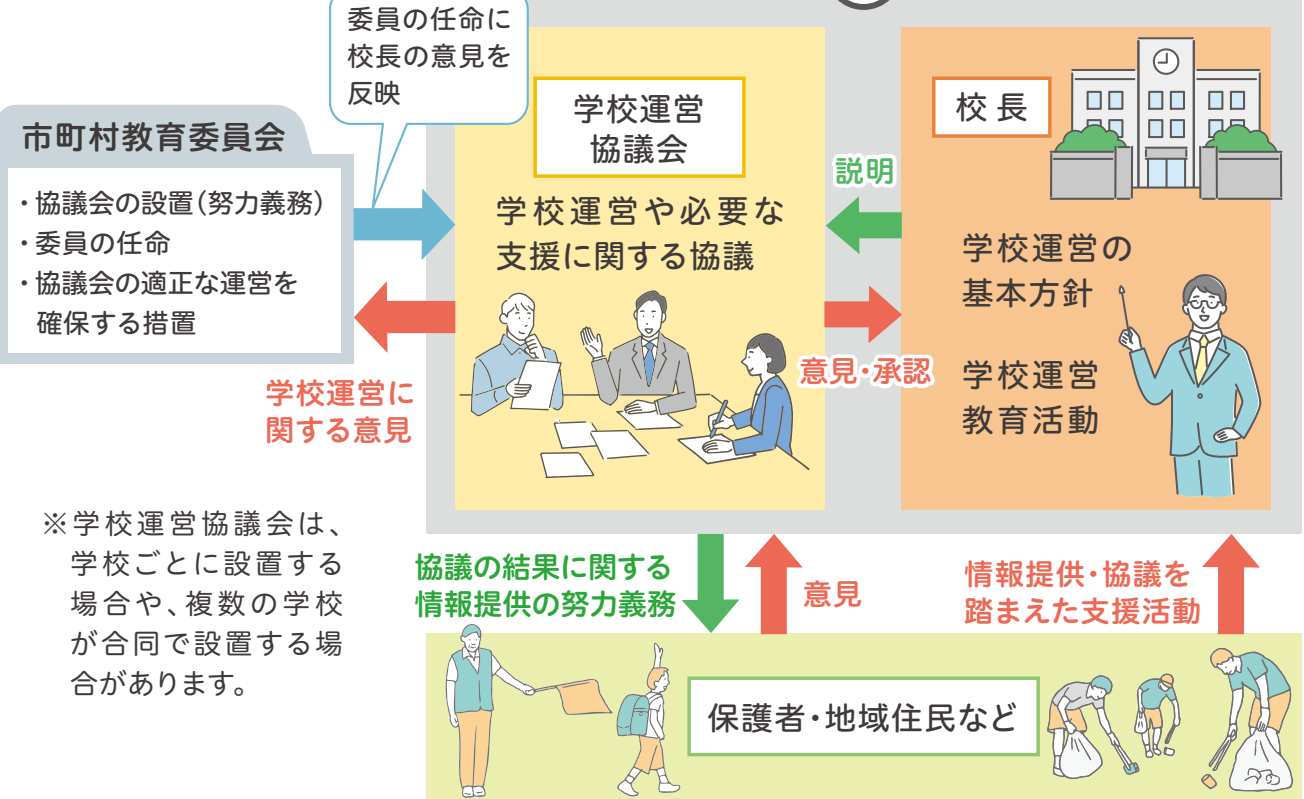 委員の任命に
校長の意見を
反映
市町村教育委員会
・協議会の設置（努力義務）
・委員の任命
・協議会の適正な運営を
確保する措置
学校運営に
関する意見
学校運営
協議会
学校運営や必要な
支援に関する協議
説明
意見・承認
校長
学校運営の
基本方針
学校運営
教育活動
※学校運営協議会は、
学校ごとに設置する
場合や、複数の学校
が合同で設置する場
合があります。
協議の結果に関する
情報提供の努力義務
意見
情報提供・協議を
踏まえた支援活動
保護者・地域住民など